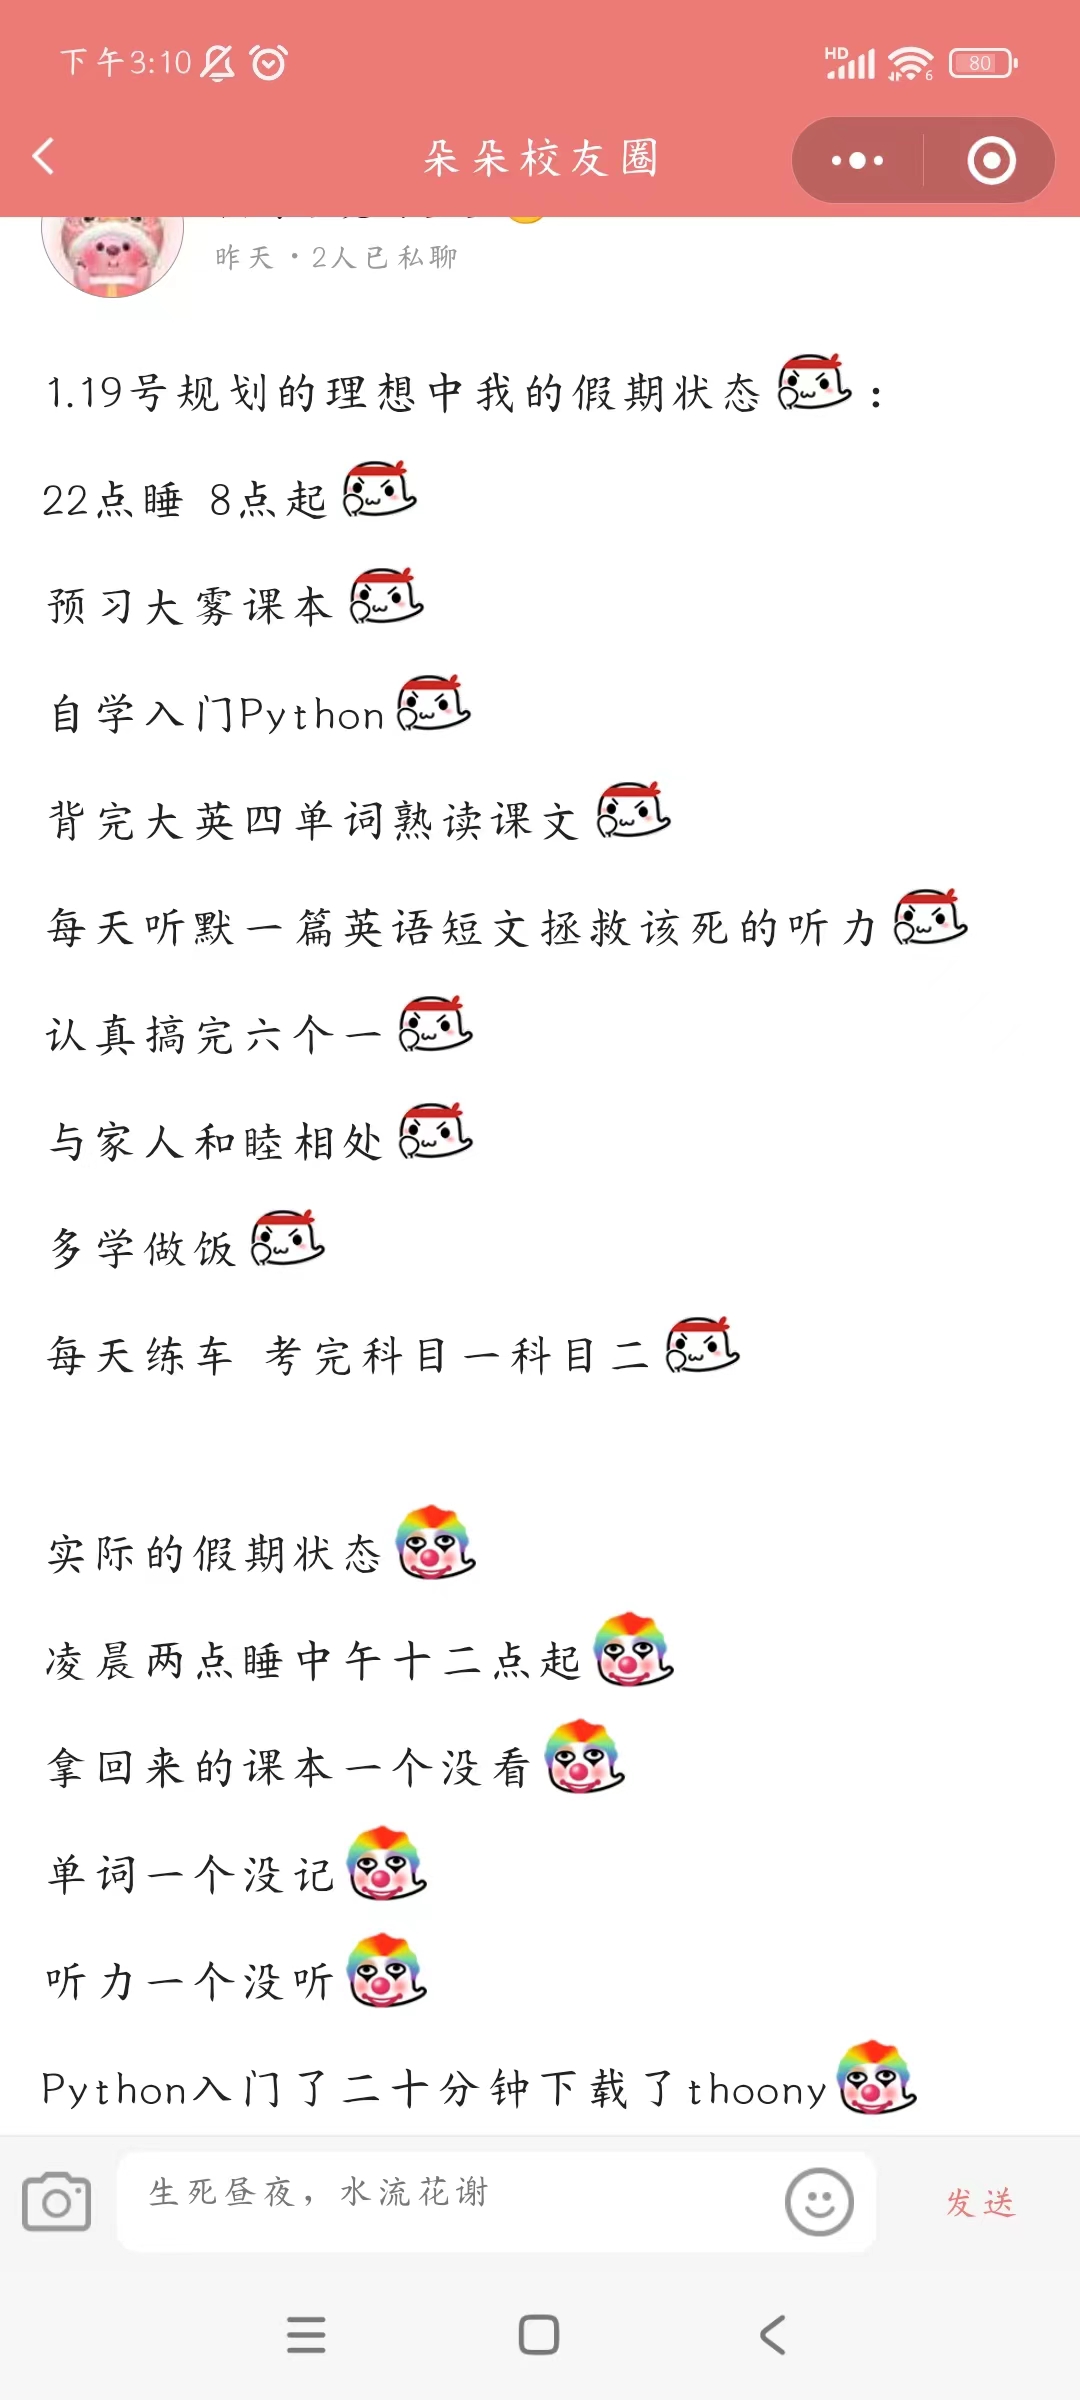 下午3:10
HD
6
80
朵朵校友圈
昨天·2人已私聊
1.19号规划的理想中我的假期状态：
22点睡 8点起
预习大雾课本
自学入门Python
背完大英四单词熟读课文
每天听默一篇英语短文拯救该死的听力
认真搞完六个一
与家人和睦相处
多学做饭
每天练车 考完科目一科目二
实际的假期状态
凌晨两点睡中午十二点起
拿回来的课本一个没看
单词一个没记
听力一个没听
Python入门了二十分钟下载了thoony
生死昼夜，水流花谢
发送